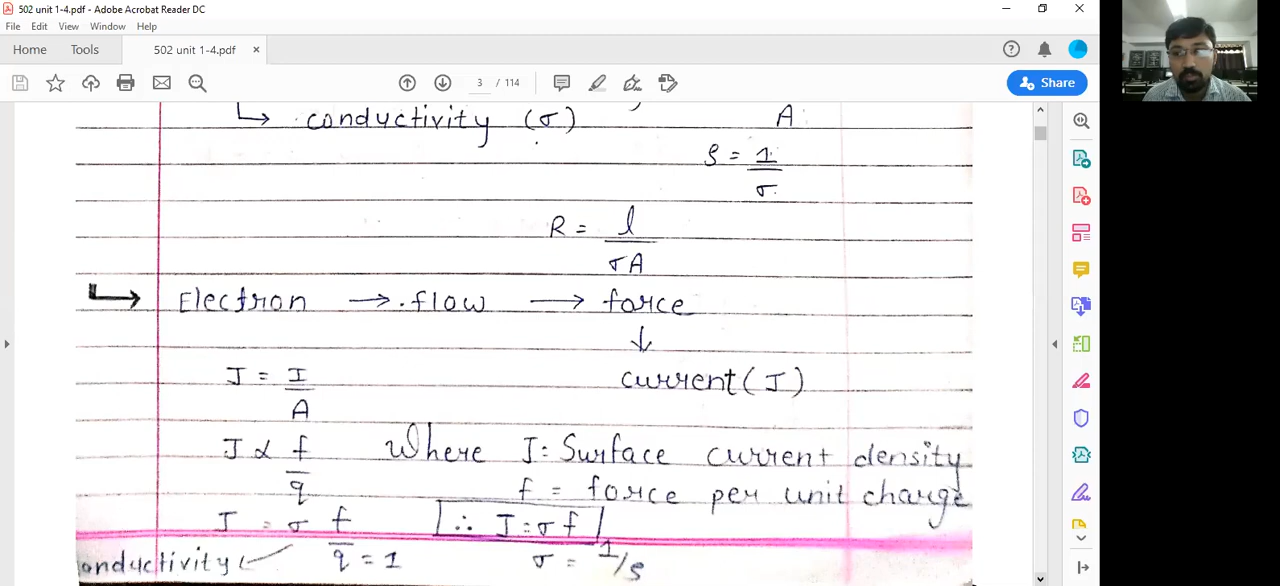 502 unit 1-4.pdf - Adobe Acrobat Reader DC
File Edit View Window Help
Home Tools 502 unit 1-4.pdf ×
3 / 114
Share
↳ conductivity (σ) A
ρ = 1/σ
R = l/σA
↳ Electron → flow → force
↓
J = I/A current (J)
J ∝ f/q Where J = Surface current density
f = force per unit charge
J = σ f/q = 1 ∴ J = σ f
onductivity σ = 1/ρ